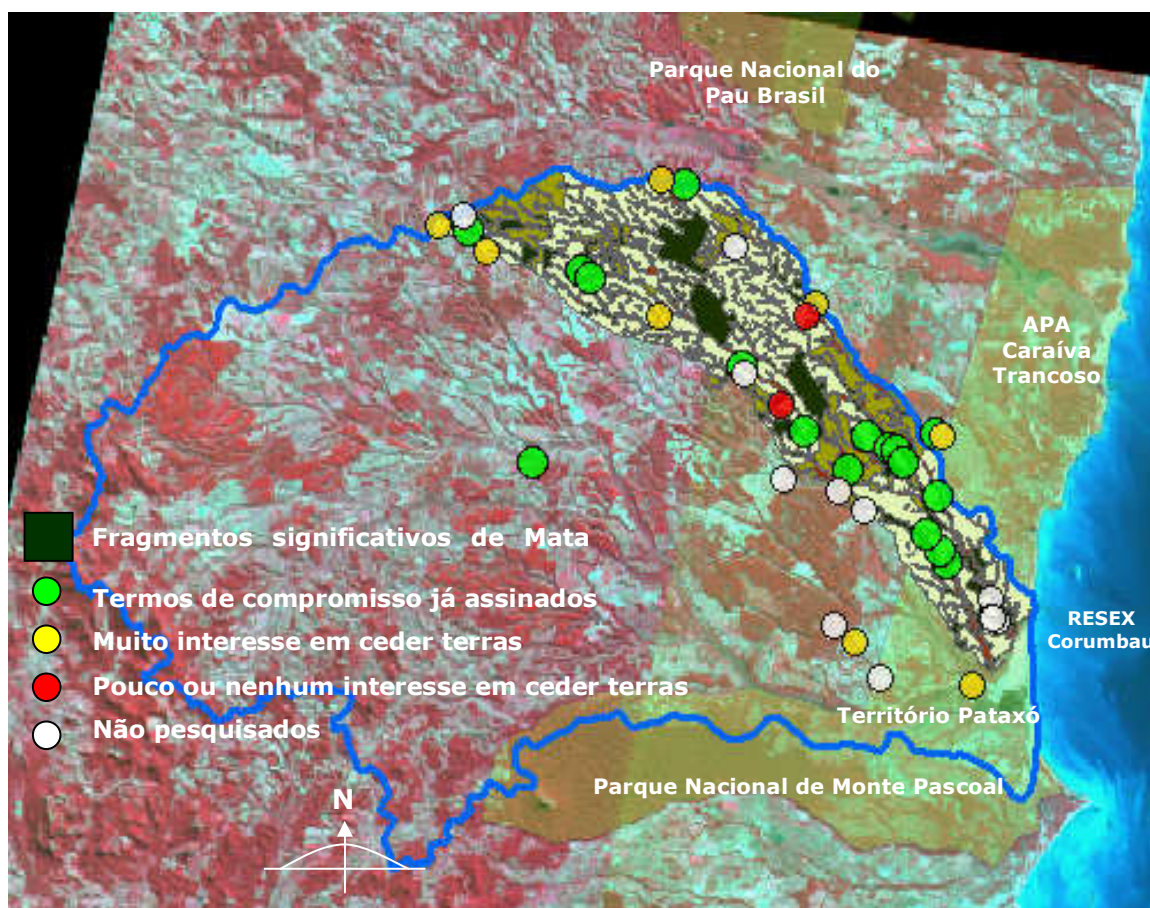 Parque Nacional do
Pau Brasil
APA
Caraíva
Trancoso
Fragmentos significativos de Mata
Termos de compromisso já assinados
Muito interesse em ceder terras
Pouco ou nenhum interesse em ceder terras
Não pesquisados
RESEX
Corumbau
Território Pataxó
Parque Nacional de Monte Pascoal
N